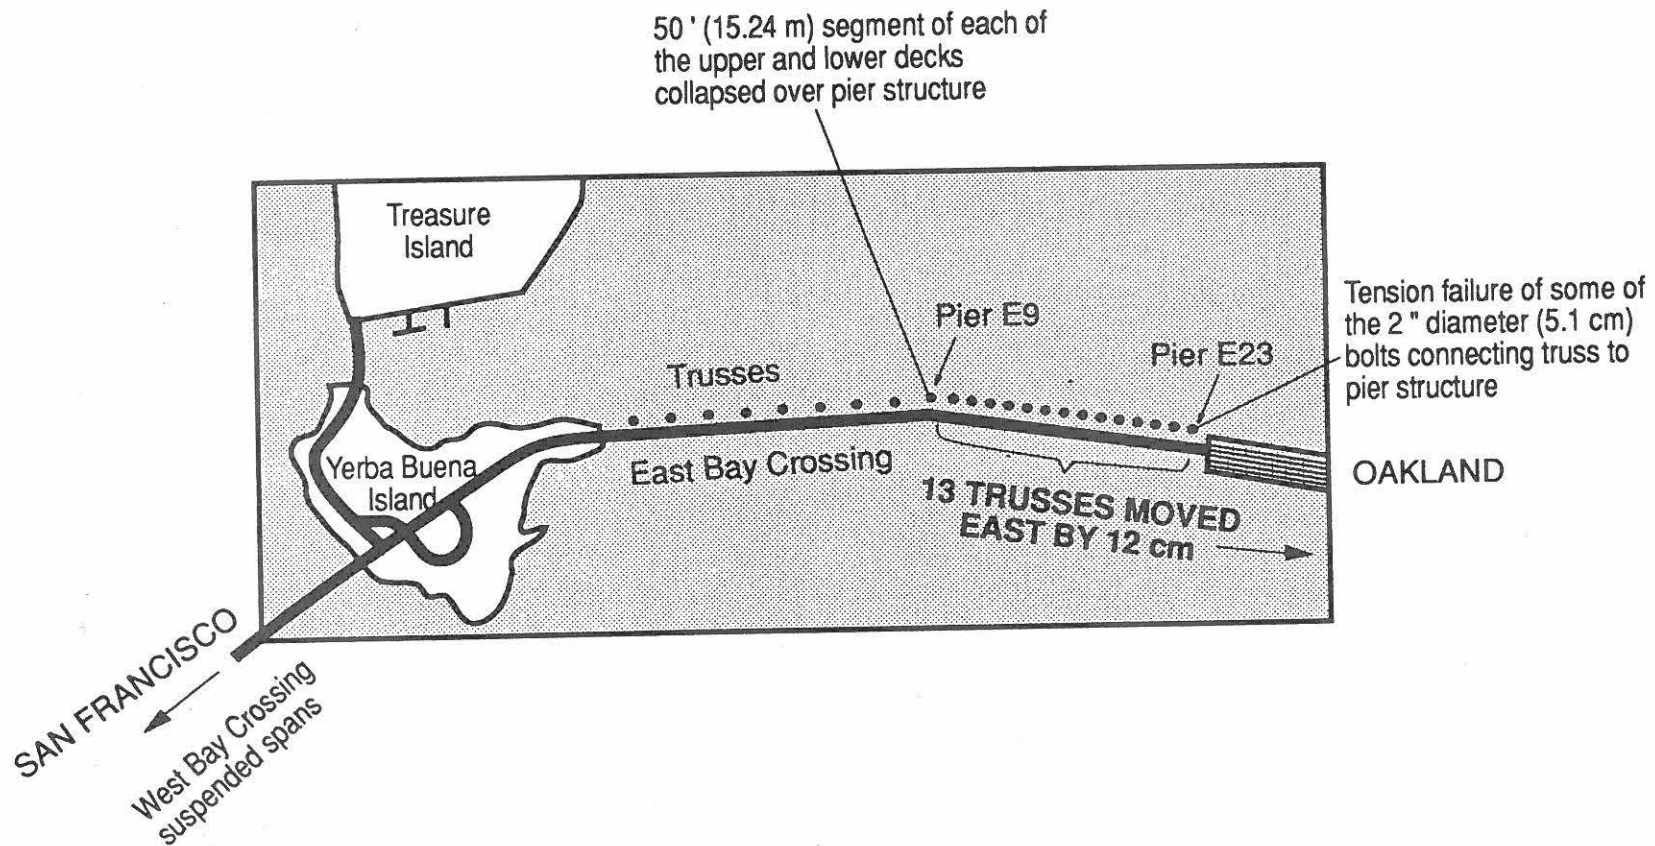 50 ' (15.24 m) segment of each of
the upper and lower decks
collapsed over pier structure
Treasure
Island
Pier E9
Pier E23
Tension failure of some of
the 2 " diameter (5.1 cm)
bolts connecting truss to
pier structure
Trusses
Yerba Buena
Island
East Bay Crossing
OAKLAND
13 TRUSSES MOVED
EAST BY 12 cm
SAN FRANCISCO
West Bay Crossing
suspended spans